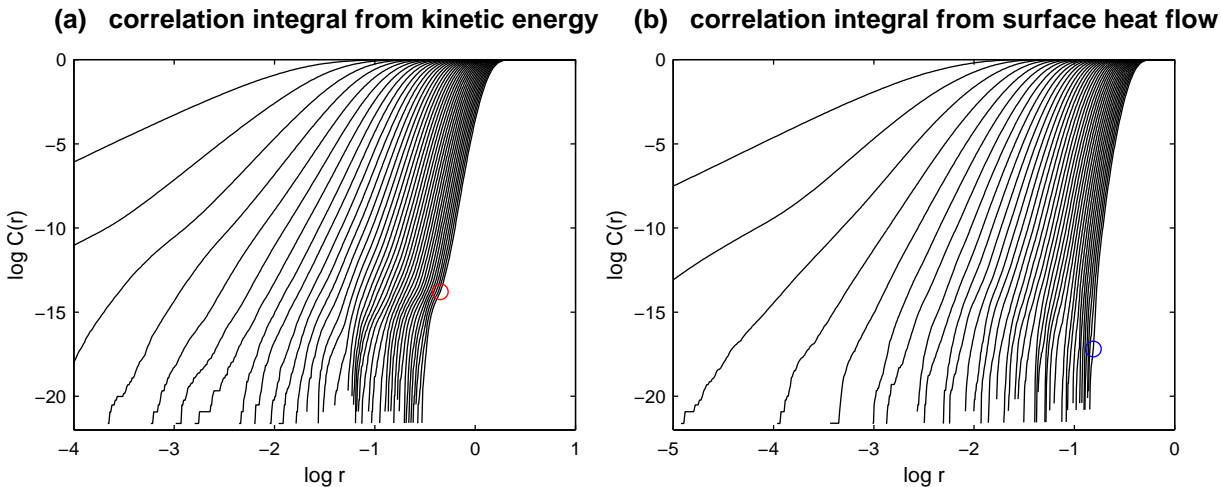 (a) correlation integral from kinetic energy
0
−5
−10
−15
−20
log C(r)
−4 −3 −2 −1 0 1
log r
(b) correlation integral from surface heat flow
0
−5
−10
−15
−20
log C(r)
−5 −4 −3 −2 −1 0
log r